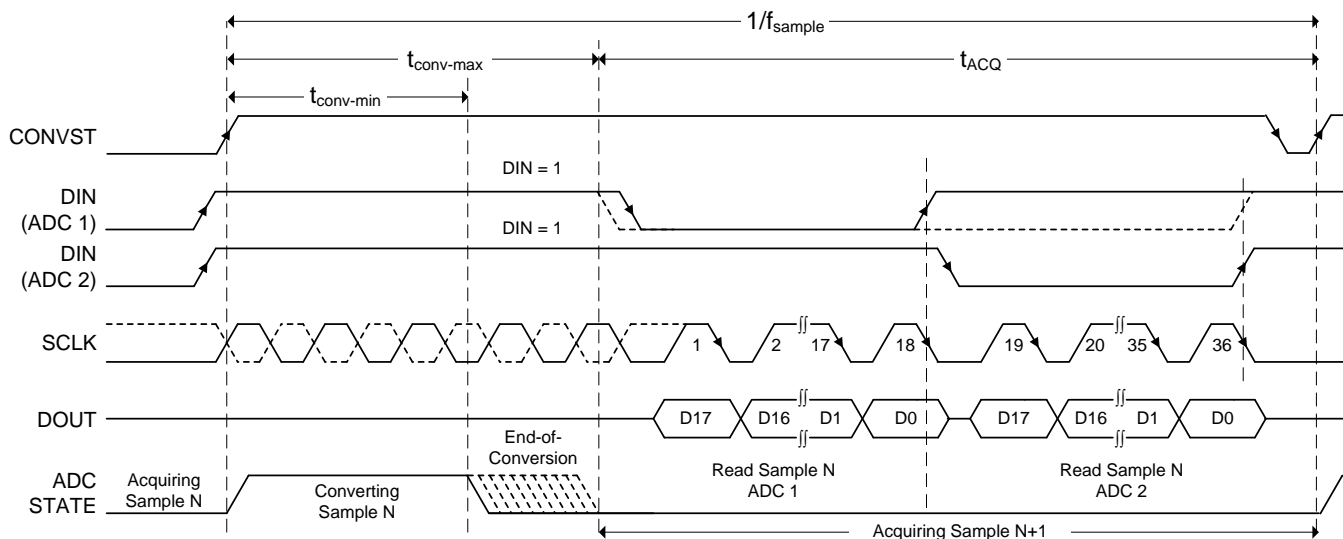 1/fsample
tconv-max
tACQ
tconv-min
CONVST
DIN = 1
DIN
(ADC 1)
DIN = 1
DIN
(ADC 2)
SCLK
1 2 ∫∫ 17 18 19 20 ∫∫ 35 36
DOUT
D17 D16 ∫∫ D1 D0 D17 D16 ∫∫ D1 D0
End-of-
Conversion
ADC
STATE
Acquiring
Sample N
Converting
Sample N
Read Sample N
ADC 1
Read Sample N
ADC 2
Acquiring Sample N+1